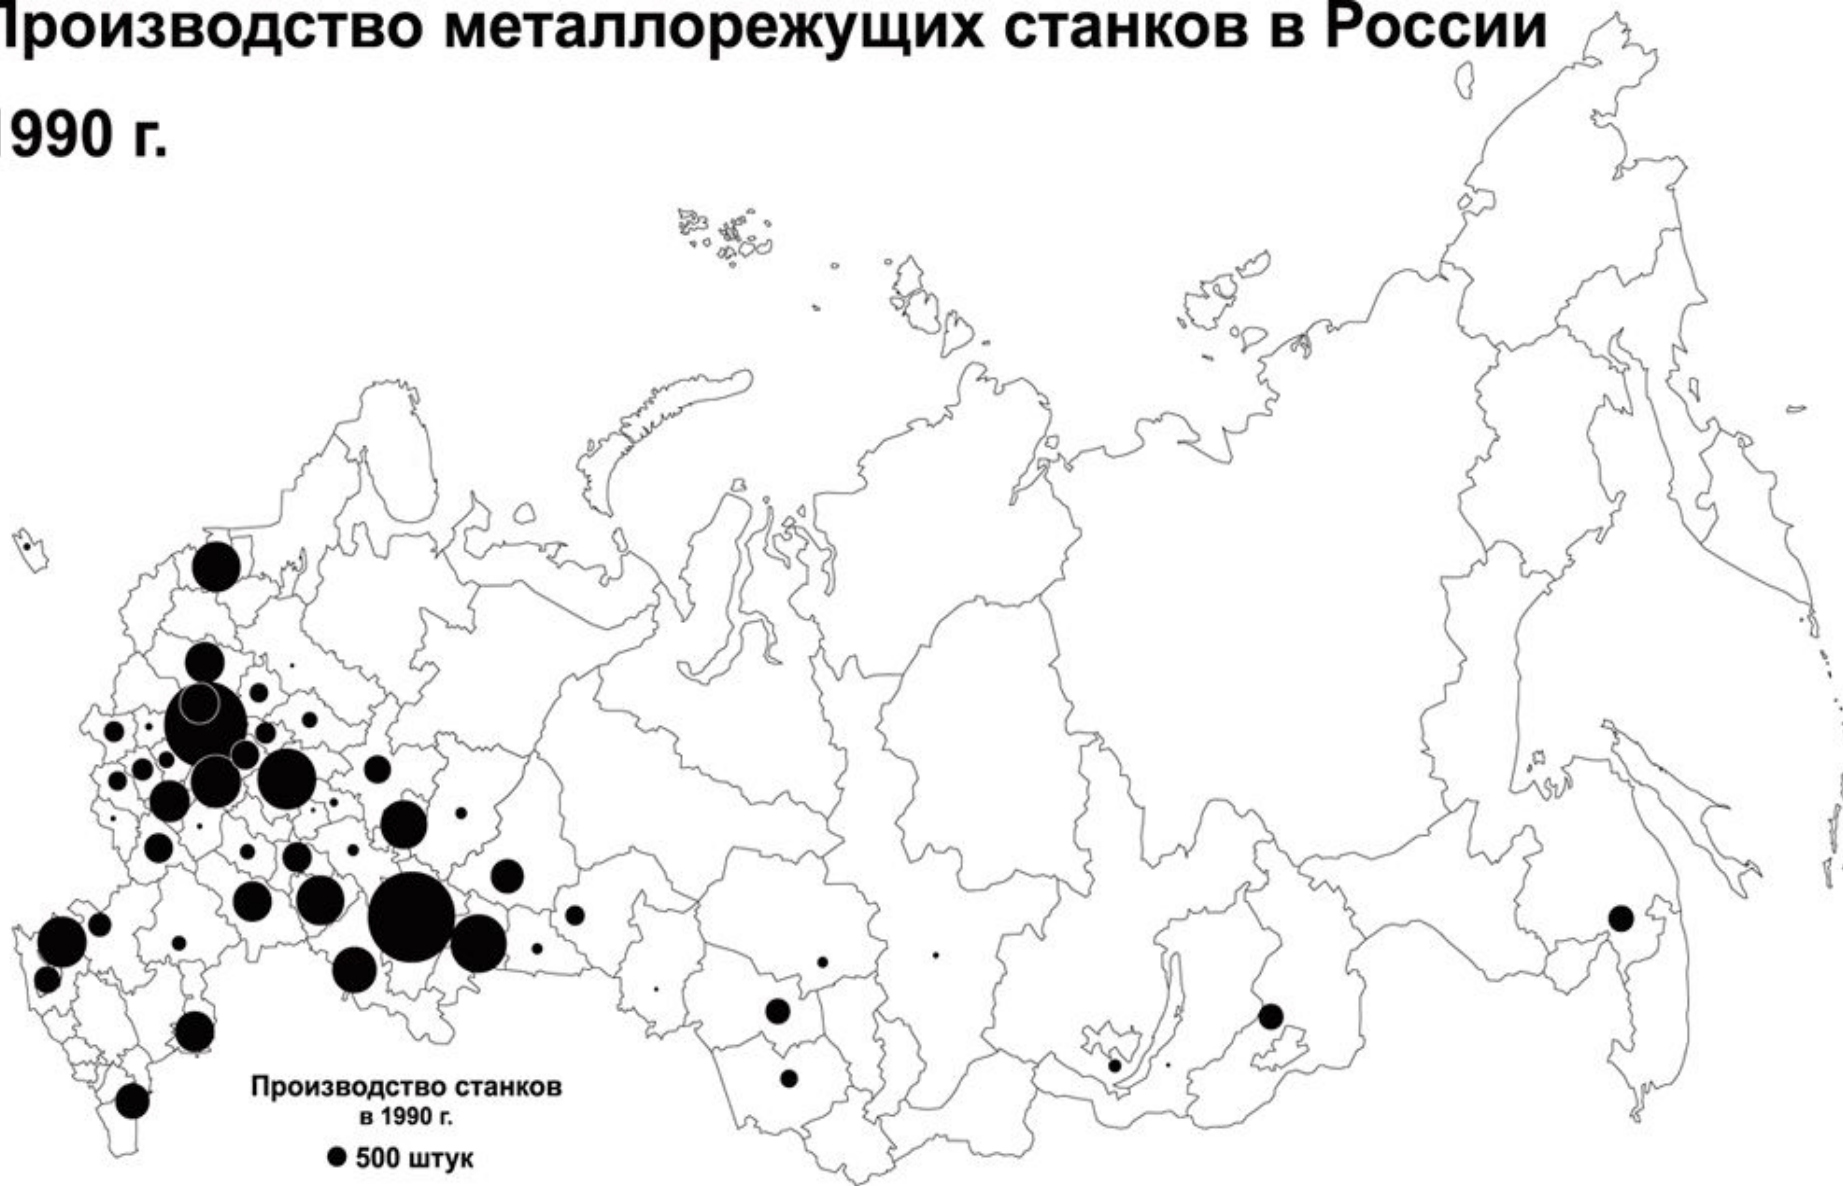 Производство металлорежущих станков в России
1990 г.
Производство станков
в 1990 г.
500 штук